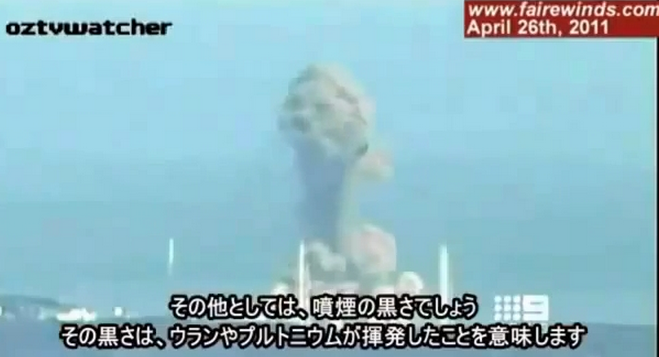 oztvwatcher
www.fairewinds.com
April 26th, 2011
9
その他としては、噴煙の黒さでしょう
その黒さは、ウランやプルトニウムが揮発したことを意味します